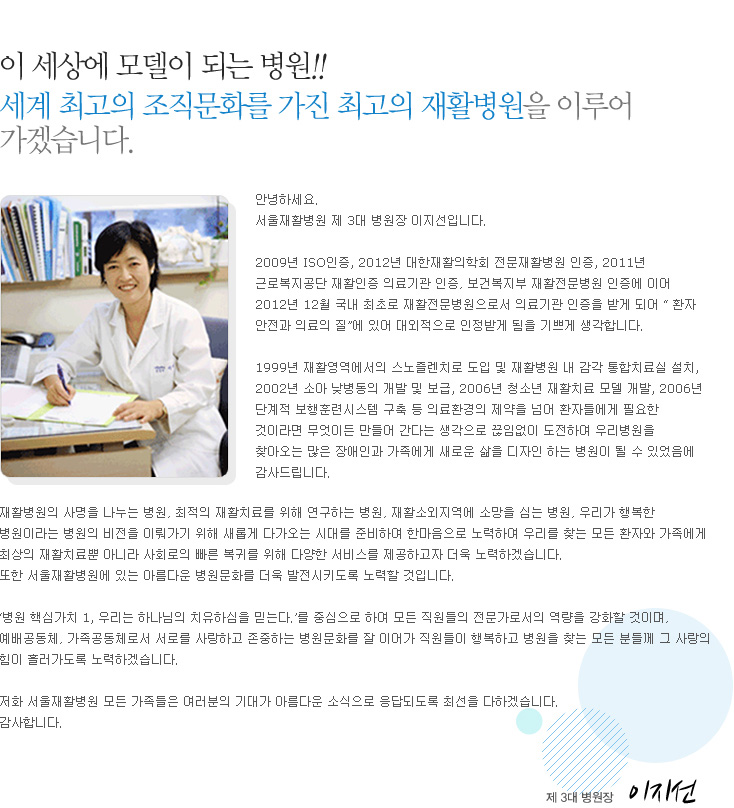 이 세상에 모델이 되는 병원!!
세계 최고의 조직문화를 가진 최고의 재활병원을 이루어
가겠습니다.
안녕하세요.
서울재활병원 제 3대 병원장 이지선입니다.
2009년 ISO인증, 2012년 대한재활의학회 전문재활병원 인증, 2011년
근로복지공단 재활인증 의료기관 인증, 보건복지부 재활전문병원 인증에 이어
2012년 12월 국내 최초로 재활전문병원으로서 의료기관 인증을 받게 되어 “ 환자
안전과 의료의 질”에 있어 대외적으로 인정받게 됨을 기쁘게 생각합니다.
1999년 재활영역에서의 스노즐렌치료 도입 및 재활병원 내 감각 통합치료실 설치,
2002년 소아 낮병동의 개발 및 보급, 2006년 청소년 재활치료 모델 개발, 2006년
단계적 보행훈련시스템 구축 등 의료환경의 제약을 넘어 환자들에게 필요한
것이라면 무엇이든 만들어 간다는 생각으로 끊임없이 도전하여 우리병원을
찾아오는 많은 장애인과 가족에게 새로운 삶을 디자인 하는 병원이 될 수 있었음에
감사드립니다.
재활병원의 사명을 나누는 병원, 최적의 재활치료를 위해 연구하는 병원, 재활소외지역에 소망을 심는 병원, 우리가 행복한
병원이라는 병원의 비전을 이뤄가기 위해 새롭게 다가오는 시대를 준비하여 한마음으로 노력하여 우리를 찾는 모든 환자와 가족에게
최상의 재활치료뿐 아니라 사회로의 빠른 복귀를 위해 다양한 서비스를 제공하고자 더욱 노력하겠습니다.
또한 서울재활병원에 있는 아름다운 병원문화를 더욱 발전시키도록 노력할 것입니다.
‘병원 핵심가치 1, 우리는 하나님의 치유하심을 믿는다.’를 중심으로 하여 모든 직원들의 전문가로서의 역량을 강화할 것이며,
예배공동체, 가족공동체로서 서로를 사랑하고 존중하는 병원문화를 잘 이어가 직원들이 행복하고 병원을 찾는 모든 분들께 그 사랑의
힘이 흘러가도록 노력하겠습니다.
저희 서울재활병원 모든 가족들은 여러분의 기대가 아름다운 소식으로 응답되도록 최선을 다하겠습니다.
감사합니다.
제 3대 병원장 이지선